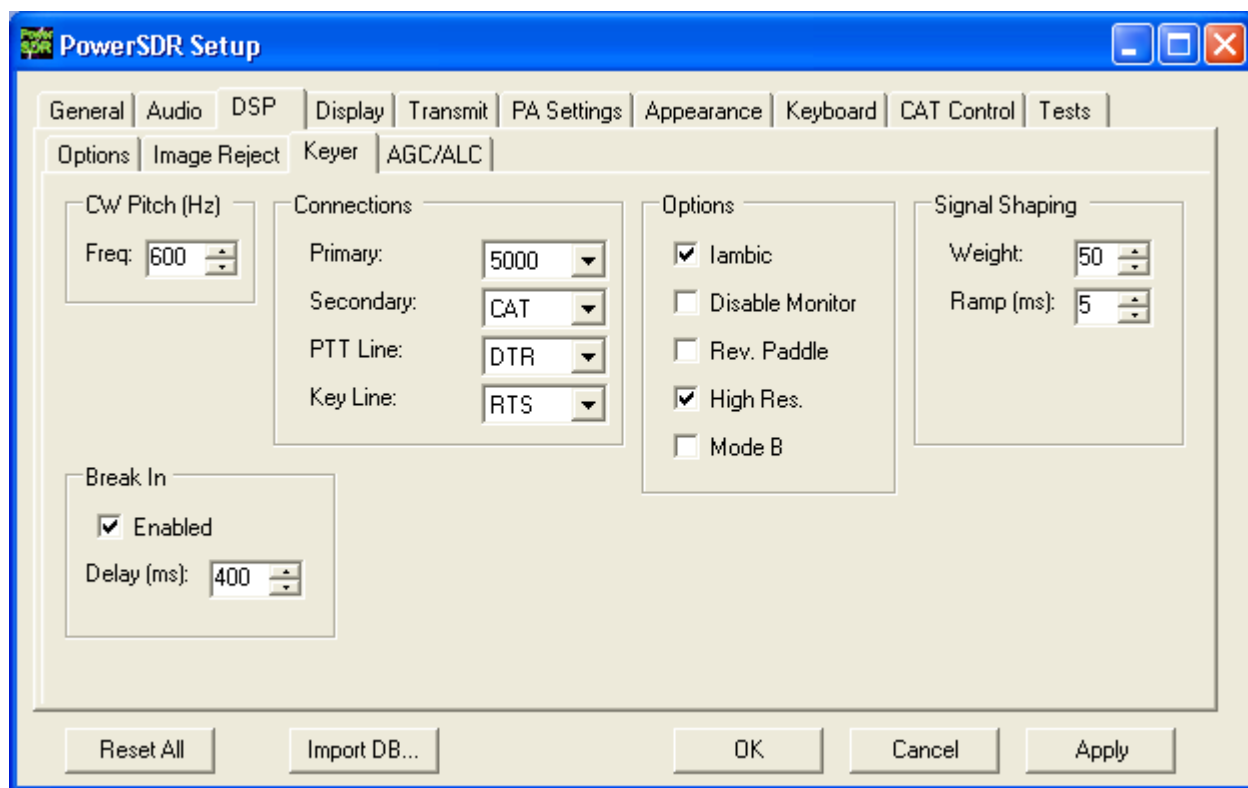 Power SDR PowerSDR Setup
General Audio DSP Display Transmit PA Settings Appearance Keyboard CAT Control Tests
Options Image Reject Keyer AGC/ALC
CW Pitch (Hz)
Freq: 600
Connections
Primary: 5000
Secondary: CAT
PTT Line: DTR
Key Line: RTS
Options
Iambic
Disable Monitor
Rev. Paddle
High Res.
Mode B
Signal Shaping
Weight: 50
Ramp (ms): 5
Break In
Enabled
Delay (ms): 400
Reset All Import DB... OK Cancel Apply